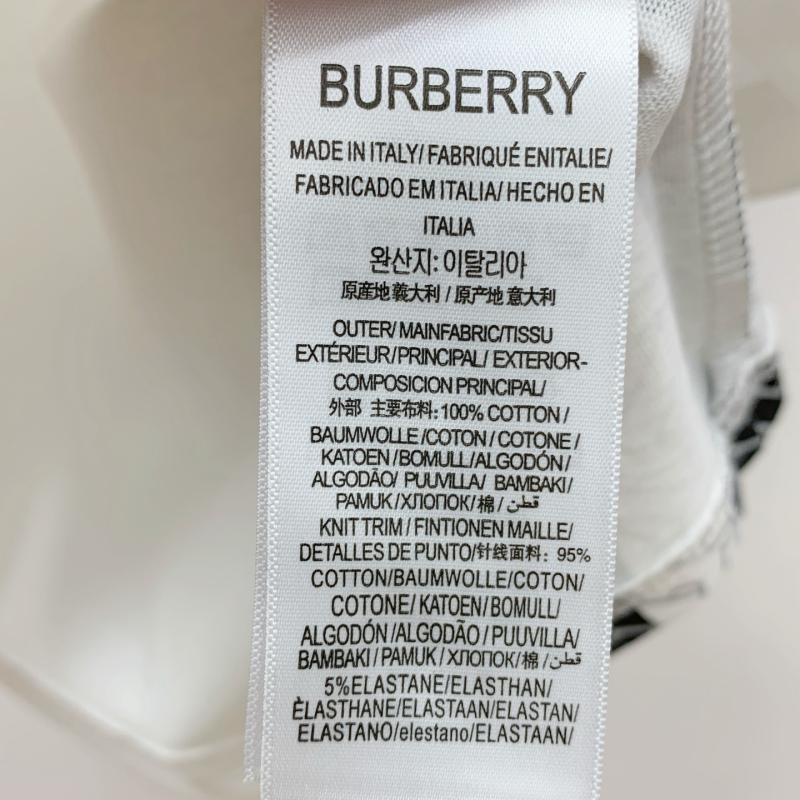 BURBERRY
MADE IN ITALY/ FABRIQUÉ ENITALIE/
FABRICADO EM ITALIA/ HECHO EN
ITALIA
완산지: 이탈리아
原産地義大利 / 原产地 意大利
OUTER/ MAINFABRIC/TISSU
EXTÉRIEUR/PRINCIPAL/ EXTERIOR-
COMPOSICION PRINCIPAL/
外部 主要布料: 100% COTTON /
BAUMWOLLE /COTON / COTONE /
KATOEN / BOMULL/ALGODÓN /
ALGODÃO/ PUUVILLA/ BAMBAKI/
PAMUK / ХЛОПОК/ 棉 / قطن /
KNIT TRIM / FINTIONEN MAILLE/
DETALLES DE PUNTO/针线面料: 95%
COTTON/BAUMWOLLE/COTON/
COTONE/ KATOEN/BOMULL/
ALGODÓN /ALGODÃO / PUUVILLA/
BAMBAKI / PAMUK / ХЛОПОК/ 棉 / قطن /
5%ELASTANE/ELASTHAN/
ÈLASTHANE/ELASTAAN/ELASTAN/
ELASTANO/elestano/ELASTAAN/